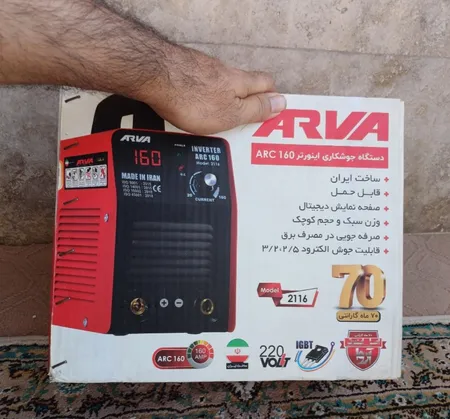 ARVA
دستگاه جوشکاری اینورتر ARC 160
ساخت ایران
قابل حمل
صفحه نمایش دیجیتال
وزن سبک و حجم کوچک
صرفه جویی در مصرف برق
قابلیت جوش الکترود ۳/۲٫۲/۵
70
۷۰ ماه گارانتی
Model
2116
ARVA
160
INVERTER
ARC 160
Model: 2116
MADE IN IRAN
CURRENT
ARC 160
160
AMP
220
VOLT
IGBT